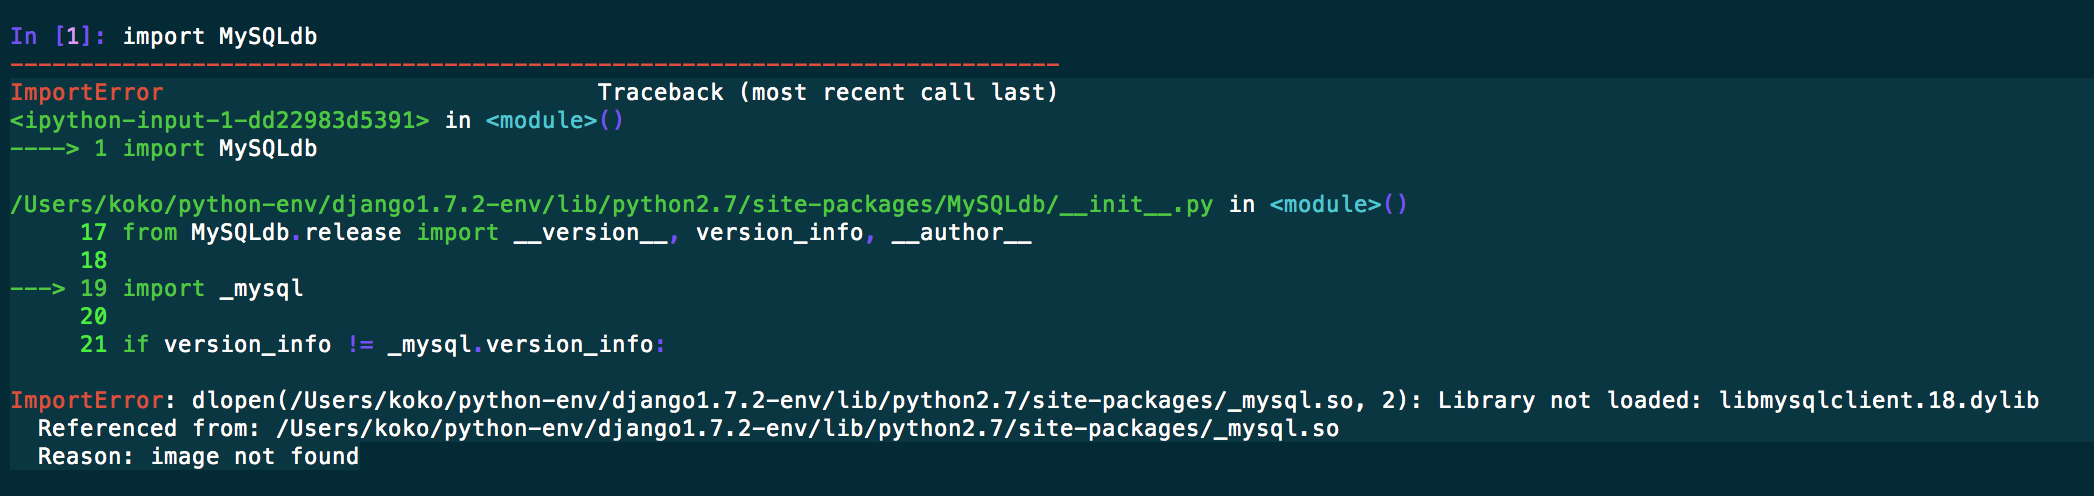 In [1]: import MySQLdb
---------------------------------------------------------------------------
ImportError                               Traceback (most recent call last)
<ipython-input-1-dd22983d5391> in <module>()
----> 1 import MySQLdb
/Users/koko/python-env/django1.7.2-env/lib/python2.7/site-packages/MySQLdb/__init__.py in <module>()
     17 from MySQLdb.release import __version__, version_info, __author__
     18
---> 19 import _mysql
     20
     21 if version_info != _mysql.version_info:
ImportError: dlopen(/Users/koko/python-env/django1.7.2-env/lib/python2.7/site-packages/_mysql.so, 2): Library not loaded: libmysqlclient.18.dylib
  Referenced from: /Users/koko/python-env/django1.7.2-env/lib/python2.7/site-packages/_mysql.so
  Reason: image not found